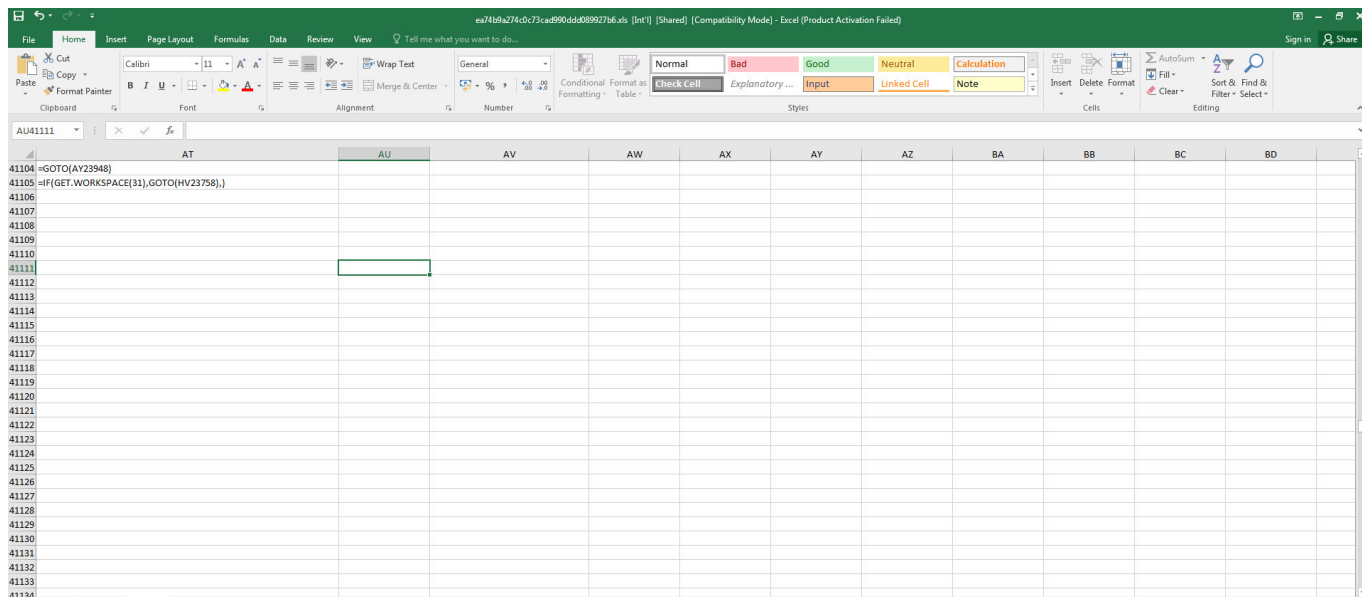 ea74b9a274c0c73cad990ddd089927b6.xls [Int'l] [Shared] [Compatibility Mode] - Excel (Product Activation Failed)
File Home Insert Page Layout Formulas Data Review View Tell me what you want to do... Sign in Share
Paste Cut Copy Format Painter Clipboard
Calibri 11 A A B I U A Font
Wrap Text Merge & Center Alignment
General % , .0 .00 Number
Conditional Formatting Format as Table Normal Bad Good Neutral Calculation
Check Cell Explanatory ... Input Linked Cell Note Styles
Insert Delete Format Cells
AutoSum Fill Clear Sort & Filter Find & Select Editing
AU41111 fx
AT AU AV AW AX AY AZ BA BB BC BD
41104 =GOTO(AY23948)
41105 =IF(GET.WORKSPACE(31),GOTO(HV23758),)
41106
41107
41108
41109
41110
41111
41112
41113
41114
41115
41116
41117
41118
41119
41120
41121
41122
41123
41124
41125
41126
41127
41128
41129
41130
41131
41132
41133
41134